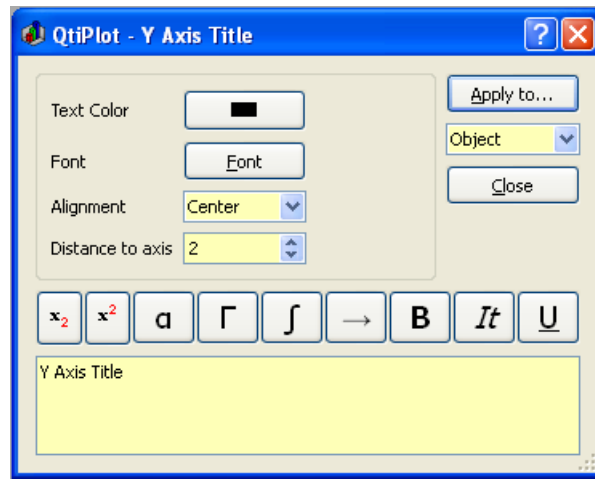 QtiPlot - Y Axis Title
?
Text Color
Apply to...
Font
Font
Object
Alignment
Center
Close
Distance to axis
2
x₂ x² α Γ ∫ → B It U
Y Axis Title